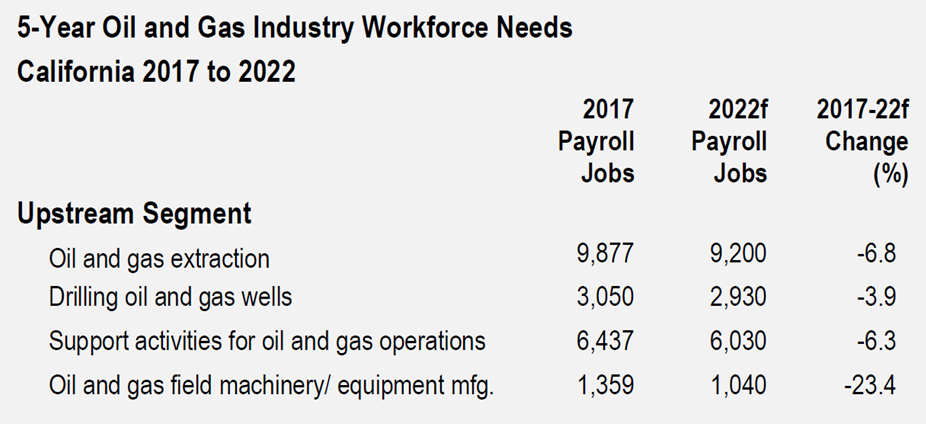 5-Year Oil and Gas Industry Workforce Needs
California 2017 to 2022
2017 2022f 2017-22f
Payroll Payroll Change
Jobs Jobs (%)
Upstream Segment
Oil and gas extraction 9,877 9,200 -6.8
Drilling oil and gas wells 3,050 2,930 -3.9
Support activities for oil and gas operations 6,437 6,030 -6.3
Oil and gas field machinery/ equipment mfg. 1,359 1,040 -23.4